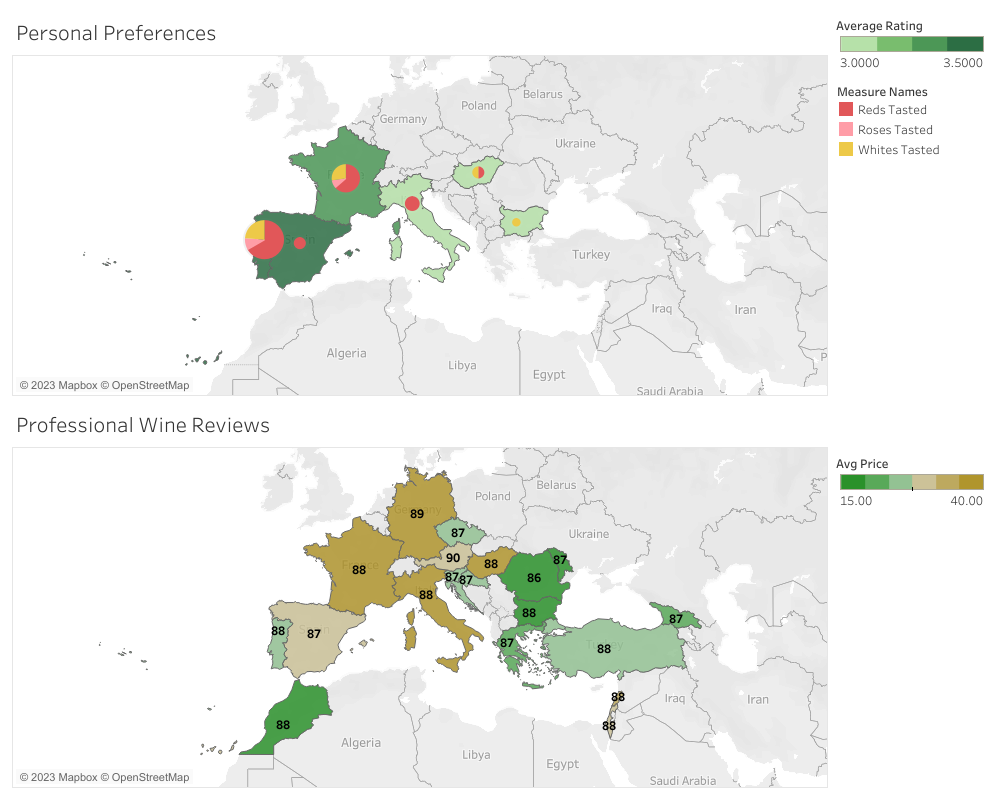 Personal Preferences
Average Rating
3.0000 3.5000
Measure Names
Reds Tasted
Roses Tasted
Whites Tasted
Belarus
Poland
Germany
Ukraine
Turkey
Iraq
Iran
Algeria
Libya
Egypt
Saudi Arabia
P
© 2023 Mapbox © OpenStreetMap
Professional Wine Reviews
Avg Price
15.00 40.00
Belarus
Poland
89
87
Ukraine
90
88
87
88
86
87 87
88
88
88
87
88
87
87
88
88
88
Iraq
Iran
88
88
Algeria
Libya
Egypt
Saudi Arabia
© 2023 Mapbox © OpenStreetMap